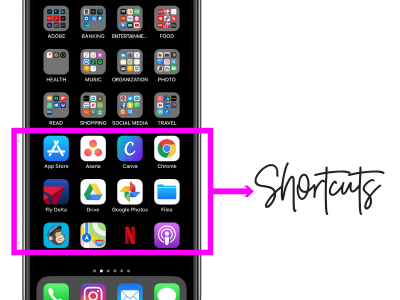 ADOBE BANKING ENTERTAINME... FOOD
HEALTH MUSIC ORGANIZATION PHOTO
READ SHOPPING SOCIAL MEDIA TRAVEL
App Store Asana Canva Chrome
Fly Delta Drive Google Photos Files
Shortcuts